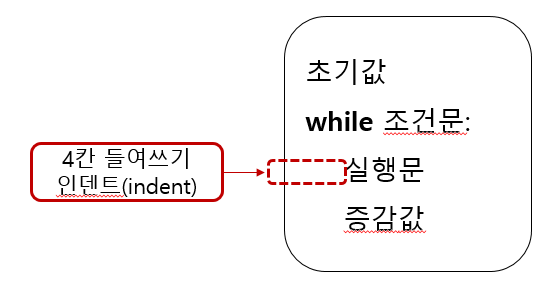 초기값
while 조건문:
4칸 들여쓰기
인덴트(indent)
실행문
증감값